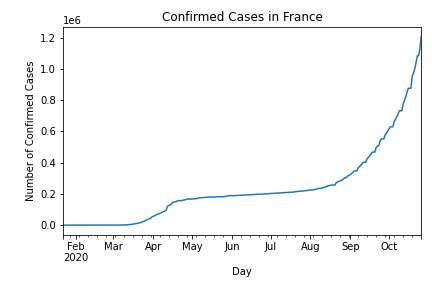 Confirmed Cases in France
1e6
1.2
1.0
0.8
0.6
0.4
0.2
0.0
Number of Confirmed Cases
Feb Mar Apr May Jun Jul Aug Sep Oct
2020
Day